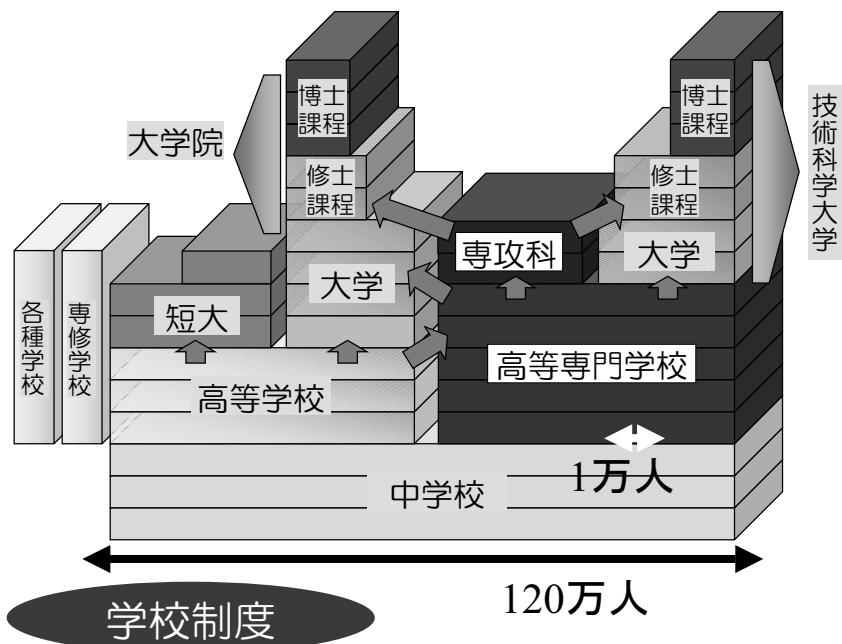 博士
課程
博士
課程
大学院
技術科学大学
修士
課程
修士
課程
専攻科
大学
大学
各種学校
専修学校
短大
高等専門学校
高等学校
1万人
中学校
120万人
学校制度